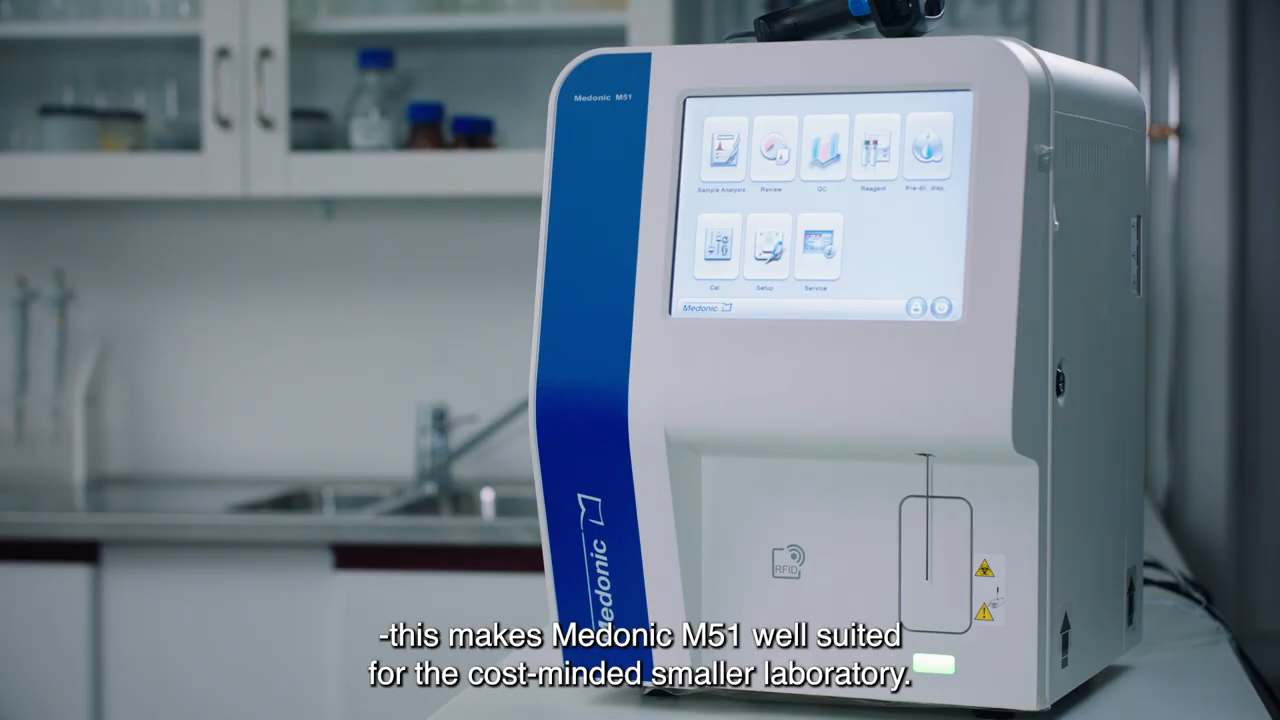 Medonic M51
Sample Analysis
Review
QC
Reagent
Pre-dil. disp.
Cal
Setup
Service
Medonic
RFID
Medonic
-this makes Medonic M51 well suited
for the cost-minded smaller laboratory.